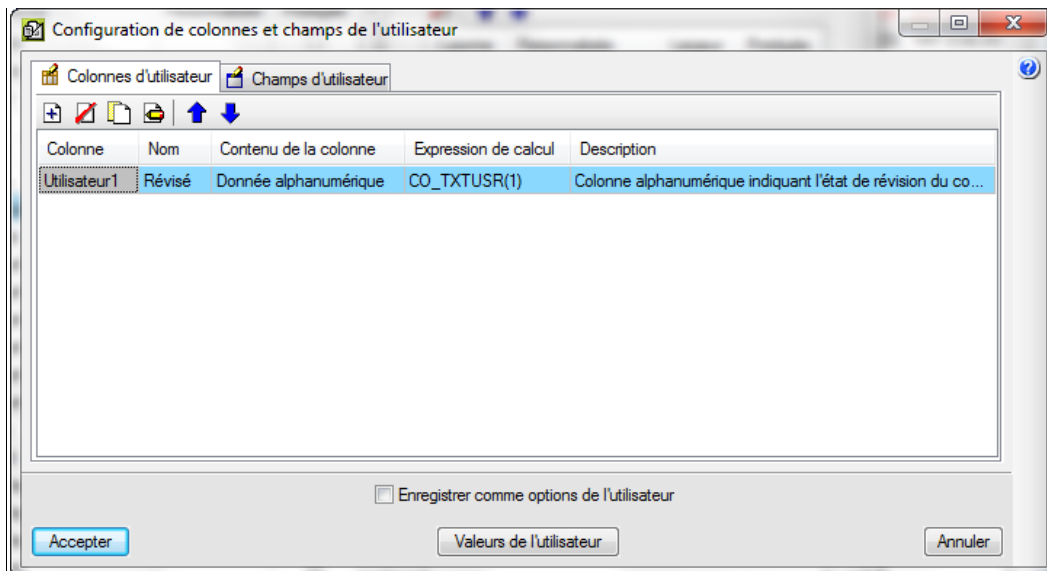 Configuration de colonnes et champs de l'utilisateur
Colonnes d'utilisateur Champs d'utilisateur
Colonne Nom Contenu de la colonne Expression de calcul Description
Utilisateur1 Révisé Donnée alphanumérique CO_TXTUSR(1) Colonne alphanumérique indiquant l'état de révision du co...
Enregistrer comme options de l'utilisateur
Accepter Valeurs de l'utilisateur Annuler